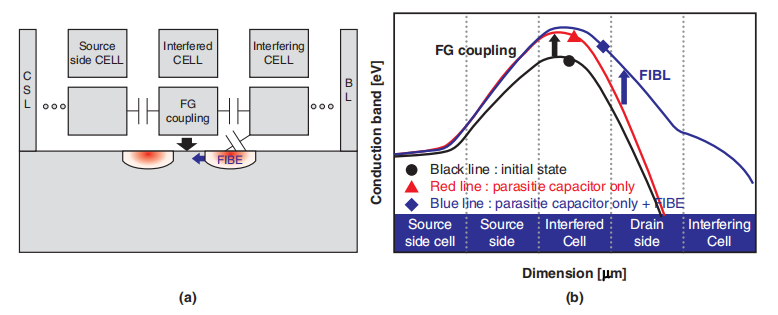 Source
side CELL
Interfered
CELL
Interfering
CELL
C
S
L
B
L
FG
coupling
FIBE
(a)
Conduction band [eV]
FG coupling
FIBL
Black line : initial state
Red line : parasitie capacitor only
Blue line : parasitie capacitor only + FIBE
Source
side cell
Source
side
Interfered
Cell
Drain
side
Interfering
Cell
Dimension [μm]
(b)